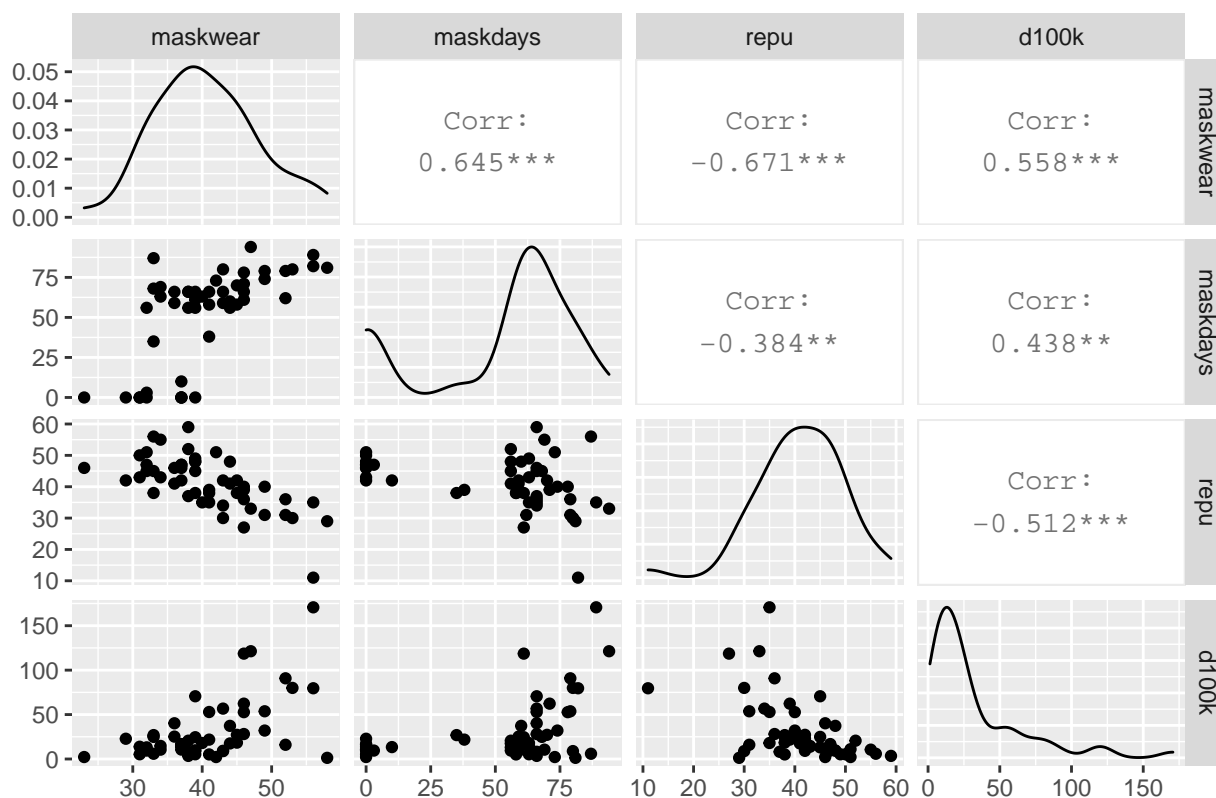 maskwear maskdays repu d100k
0.05
0.04
0.03
0.02
0.01
0.00
Corr:
0.645***
Corr:
-0.671***
Corr:
0.558***
maskwear
75
50
25
0
Corr:
-0.384**
Corr:
0.438**
maskdays
60
50
40
30
20
10
Corr:
-0.512***
repu
150
100
50
0
d100k
30 40 50 0 25 50 75 10 20 30 40 50 60 0 50 100 150